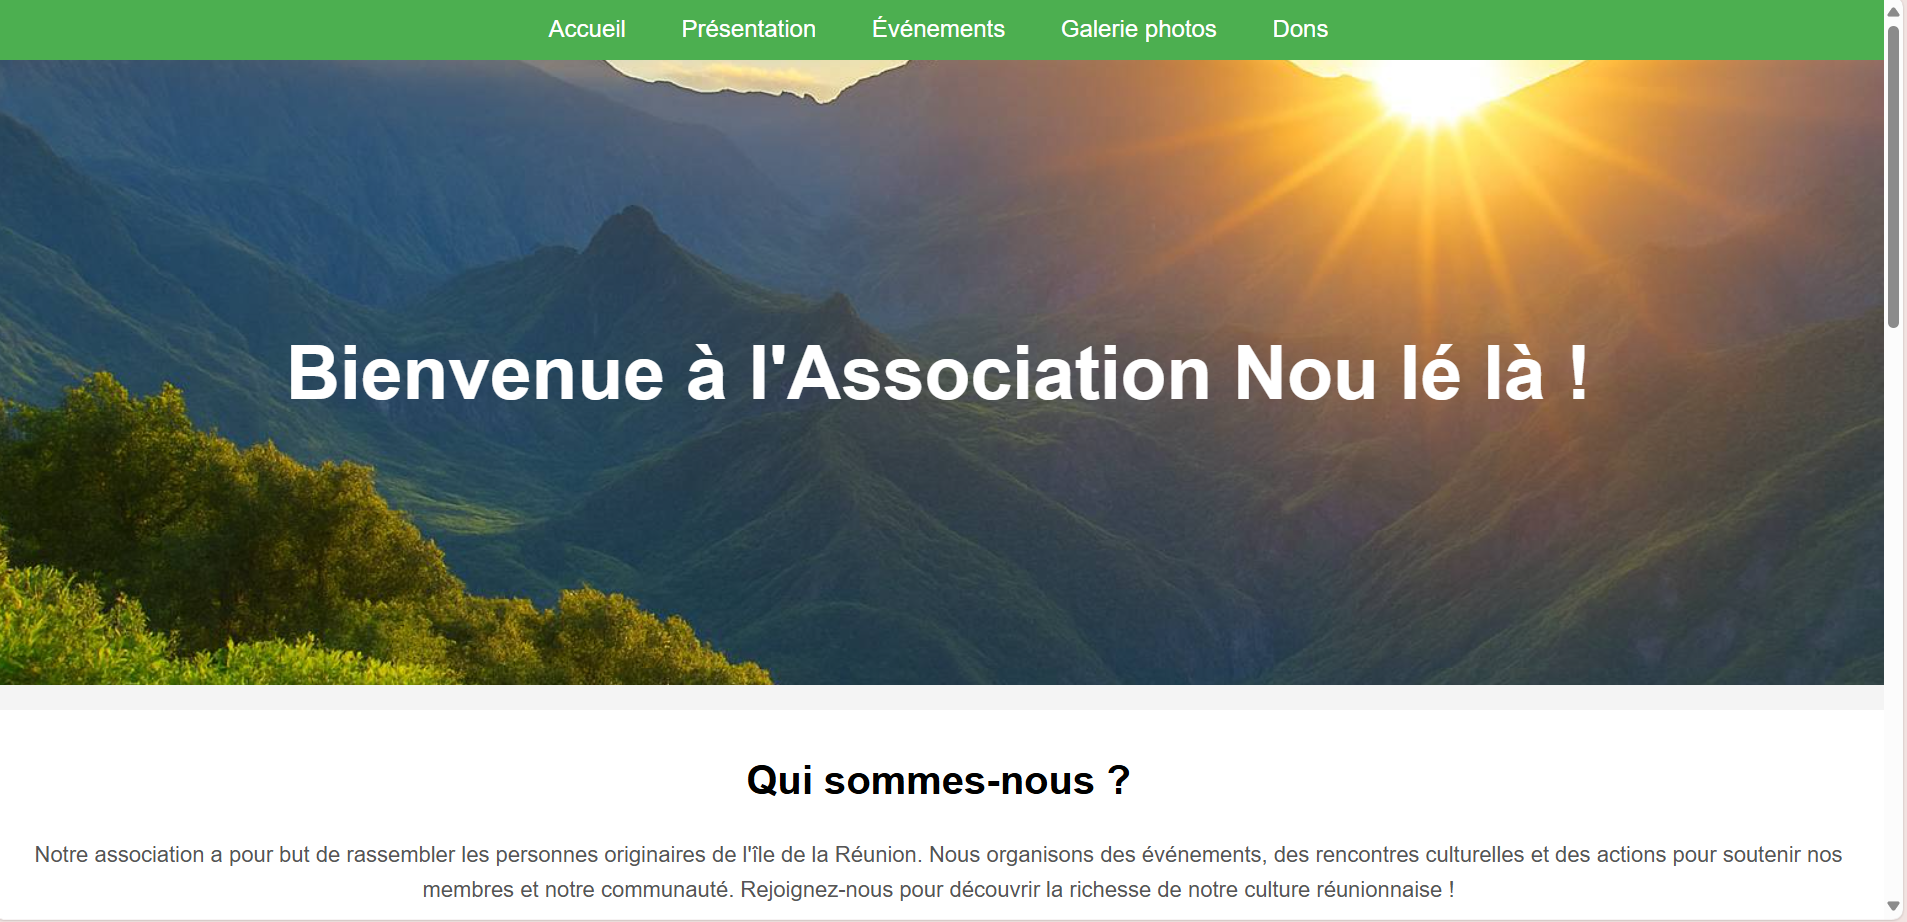 Accueil Présentation Événements Galerie photos Dons
Bienvenue à l'Association Nou lé là !
Qui sommes-nous ?
Notre association a pour but de rassembler les personnes originaires de l'île de la Réunion. Nous organisons des événements, des rencontres culturelles et des actions pour soutenir nos
membres et notre communauté. Rejoignez-nous pour découvrir la richesse de notre culture réunionnaise !